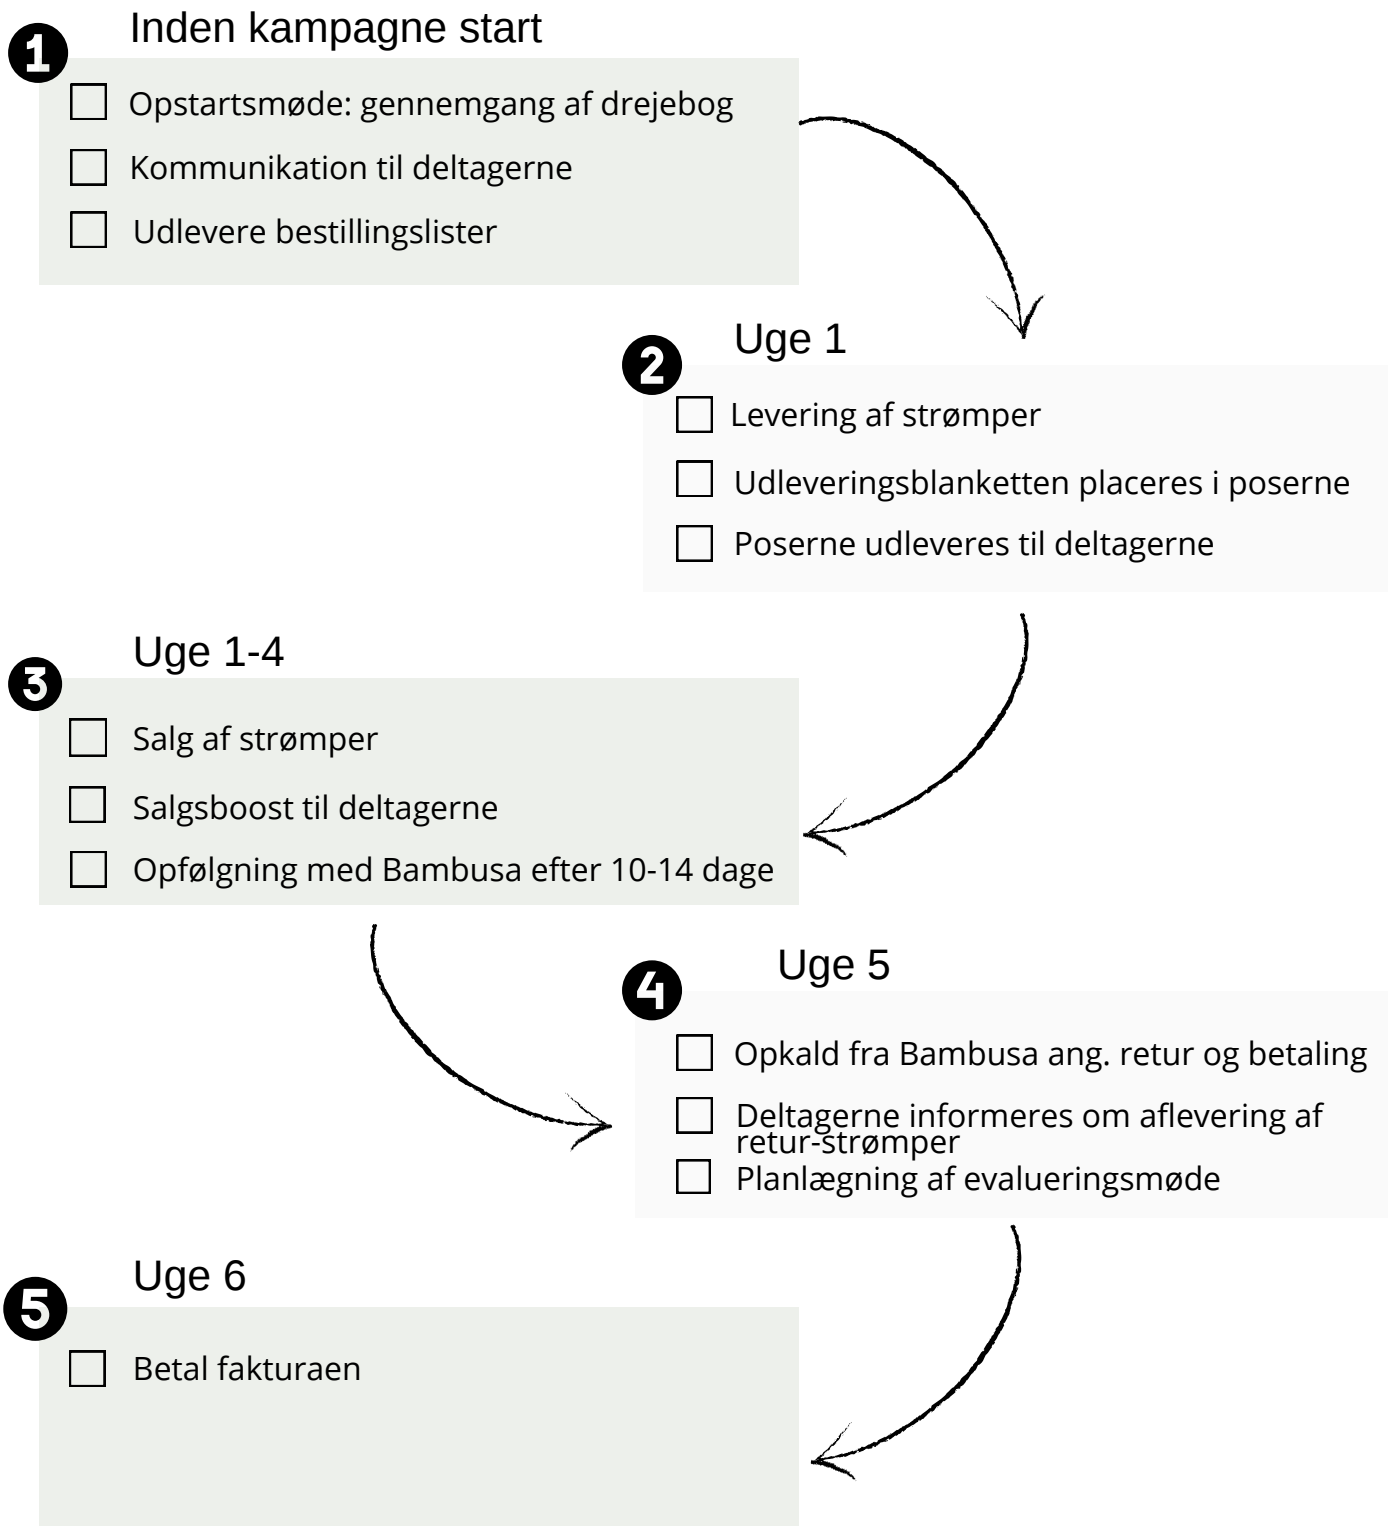 Inden kampagne start
1
Opstartsmøde: gennemgang af drejebog
Kommunikation til deltagerne
Udlevere bestillingslister
Uge 1
2
Levering af strømper
Udleveringsblanketten placeres i poserne
Poserne udleveres til deltagerne
Uge 1-4
3
Salg af strømper
Salgsboost til deltagerne
Opfølgning med Bambusa efter 10-14 dage
Uge 5
4
Opkald fra Bambusa ang. retur og betaling
Deltagerne informeres om aflevering af
retur-strømper
Planlægning af evalueringsmøde
Uge 6
5
Betal fakturaen